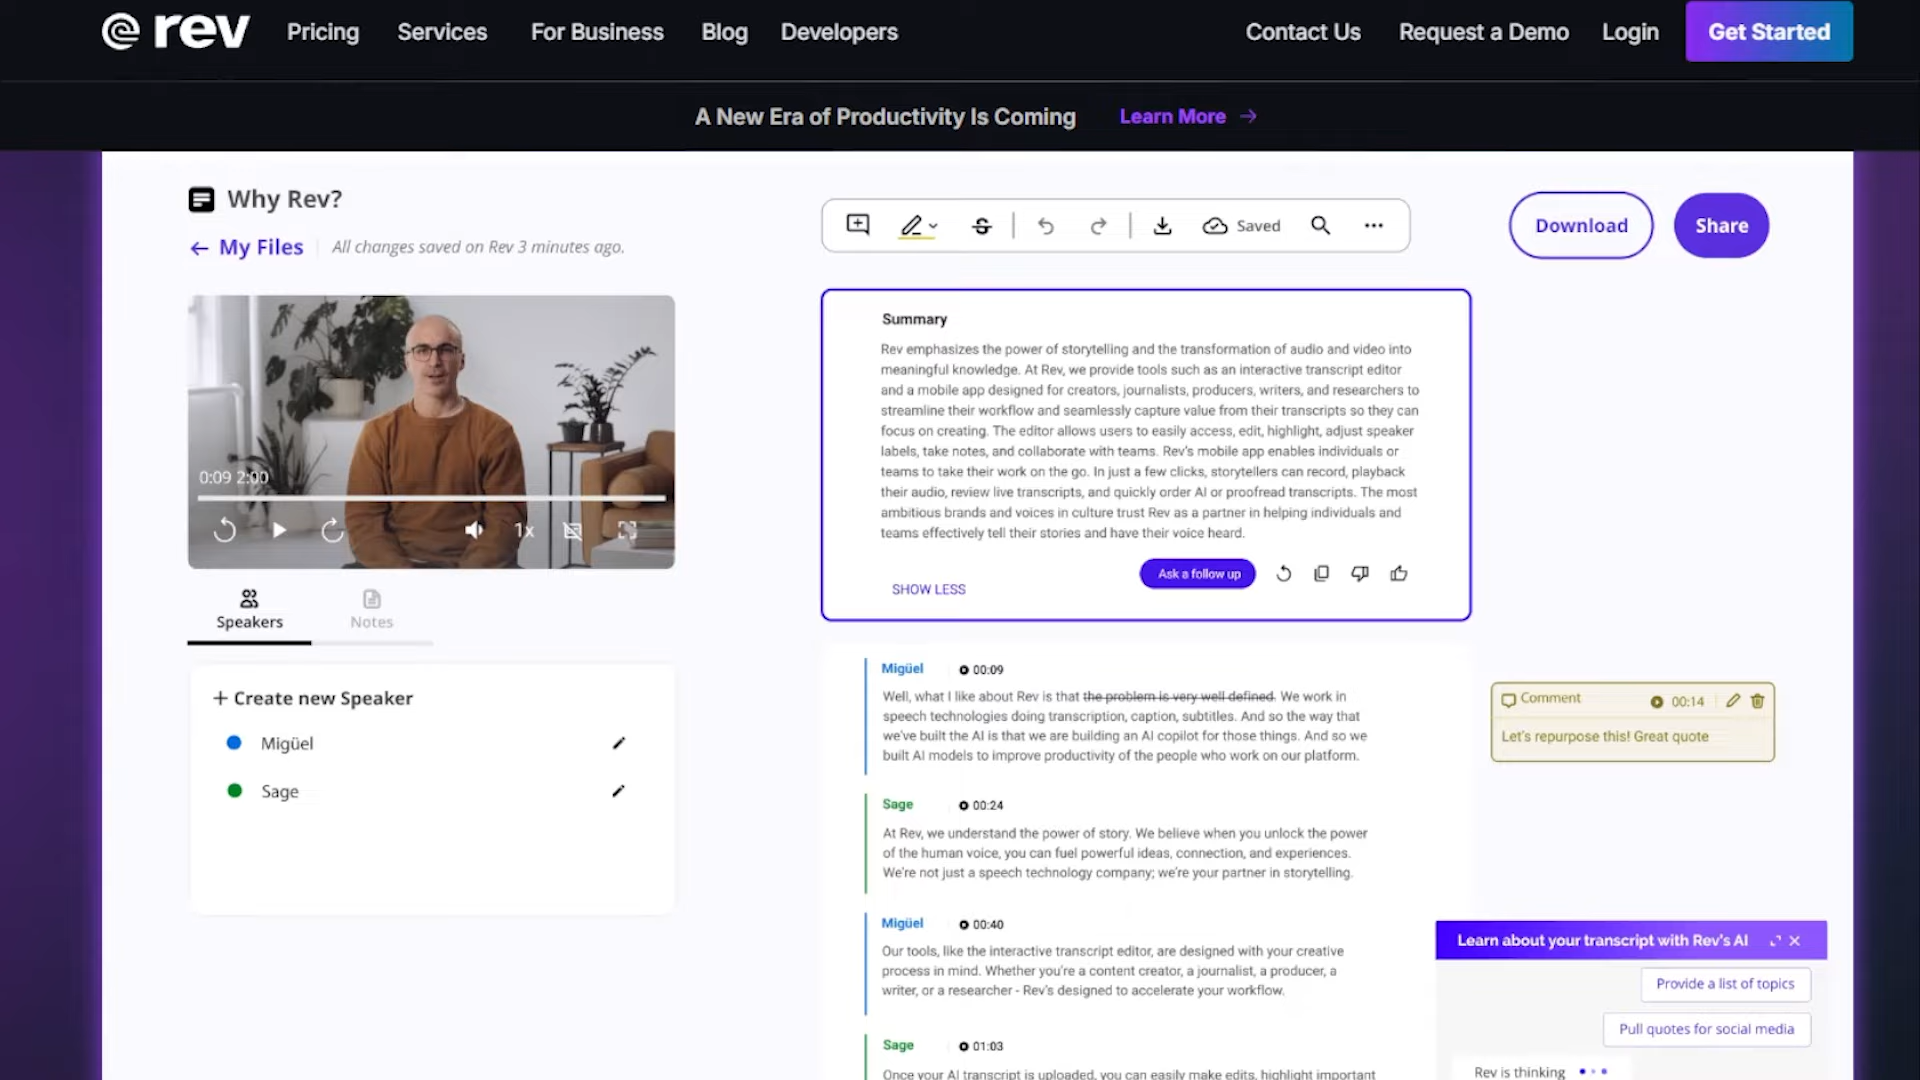 rev
Pricing
Services
For Business
Blog
Developers
Contact Us
Request a Demo
Login
Get Started
A New Era of Productivity Is Coming
Learn More →
Why Rev?
← My Files
All changes saved on Rev 3 minutes ago.
Saved
Download
Share
0:09 2:00
1x
Speakers
Notes
+ Create new Speaker
Migüel
Sage
Summary
Rev emphasizes the power of storytelling and the transformation of audio and video into
meaningful knowledge. At Rev, we provide tools such as an interactive transcript editor
and a mobile app designed for creators, journalists, producers, writers, and researchers to
streamline their workflow and seamlessly capture value from their transcripts so they can
focus on creating. The editor allows users to easily access, edit, highlight, adjust speaker
labels, take notes, and collaborate with teams. Rev's mobile app enables individuals or
teams to take their work on the go. In just a few clicks, storytellers can record, playback
their audio, review live transcripts, and quickly order AI or proofread transcripts. The most
ambitious brands and voices in culture trust Rev as a partner in helping individuals and
teams effectively tell their stories and have their voice heard.
SHOW LESS
Ask a follow up
Migüel 00:09
Well, what I like about Rev is that the problem is very well defined. We work in
speech technologies doing transcription, caption, subtitles. And so the way that
we've built the AI is that we are building an AI copilot for those things. And so we
built AI models to improve productivity of the people who work on our platform.
Sage 00:24
At Rev, we understand the power of story. We believe when you unlock the power
of the human voice, you can fuel powerful ideas, connection, and experiences.
We're not just a speech technology company; we're your partner in storytelling.
Migüel 00:40
Our tools, like the interactive transcript editor, are designed with your creative
process in mind. Whether you're a content creator, a journalist, a producer, a
writer, or a researcher - Rev's designed to accelerate your workflow.
Sage 01:03
Once your AI transcript is uploaded, you can easily make edits, highlight important
Comment 00:14
Let's repurpose this! Great quote
Learn about your transcript with Rev's AI
Provide a list of topics
Pull quotes for social media
Rev is thinking